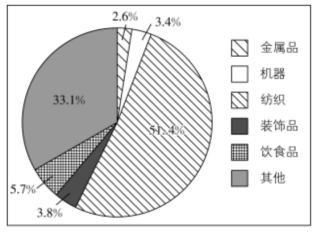 2.6%
3.4%
51.4%
3.8%
5.7%
33.1%
金属品
机器
纺织
装饰品
饮食品
其他